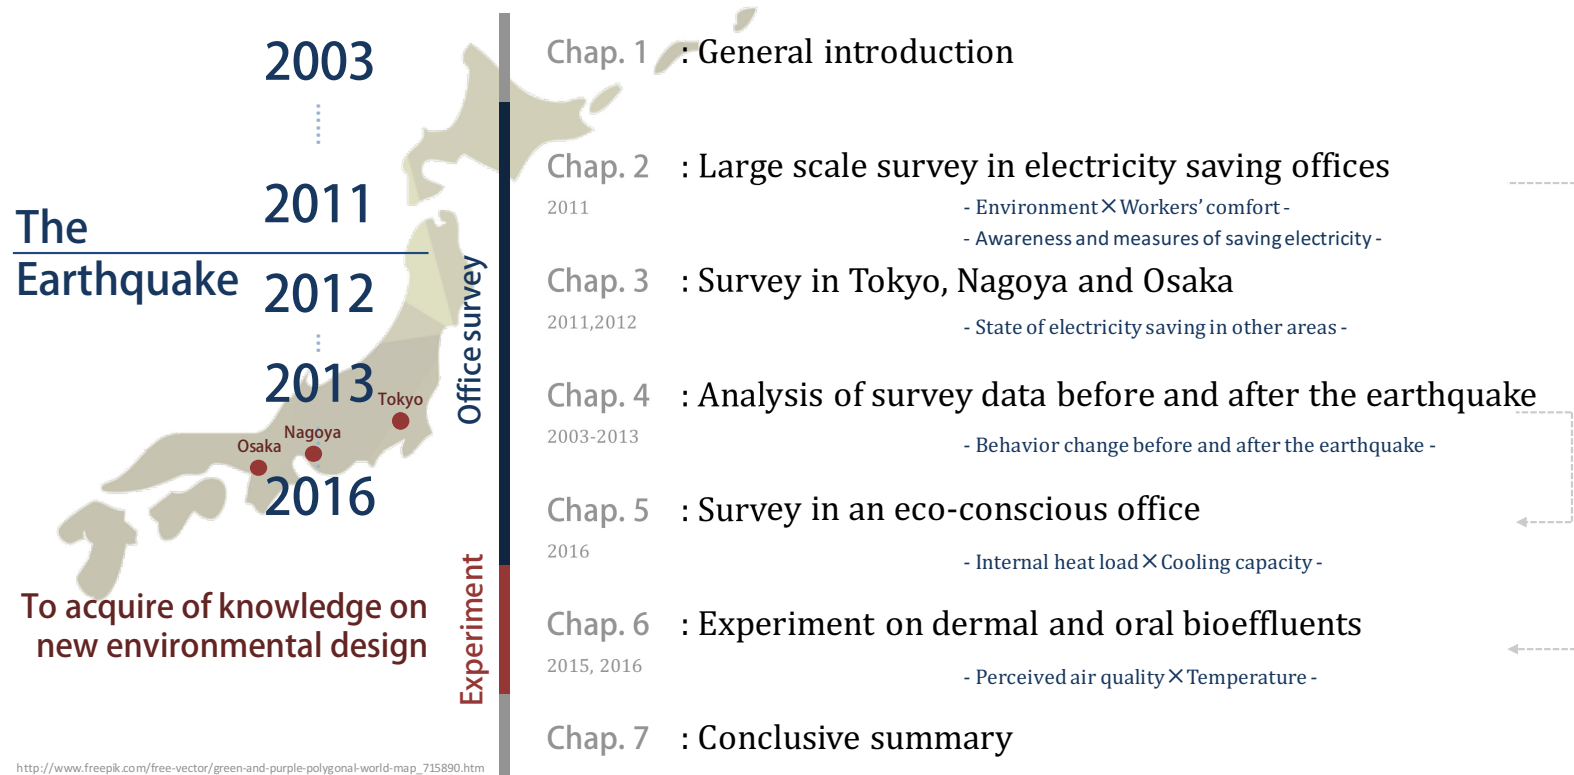 2003
2011
The
Earthquake
2012
2013
Tokyo
Nagoya
Osaka
2016
To acquire of knowledge on
new environmental design
http://www.freepik.com/free-vector/green-and-purple-polygonal-world-map_715890.htm
Office survey
Experiment
Chap. 1 : General introduction
Chap. 2 : Large scale survey in electricity saving offices
2011
- Environment×Workers' comfort -
- Awareness and measures of saving electricity -
Chap. 3 : Survey in Tokyo, Nagoya and Osaka
2011,2012
- State of electricity saving in other areas -
Chap. 4 : Analysis of survey data before and after the earthquake
2003-2013
- Behavior change before and after the earthquake -
Chap. 5 : Survey in an eco-conscious office
2016
- Internal heat load×Cooling capacity -
Chap. 6 : Experiment on dermal and oral bioeffluents
2015, 2016
- Perceived air quality×Temperature -
Chap. 7 : Conclusive summary